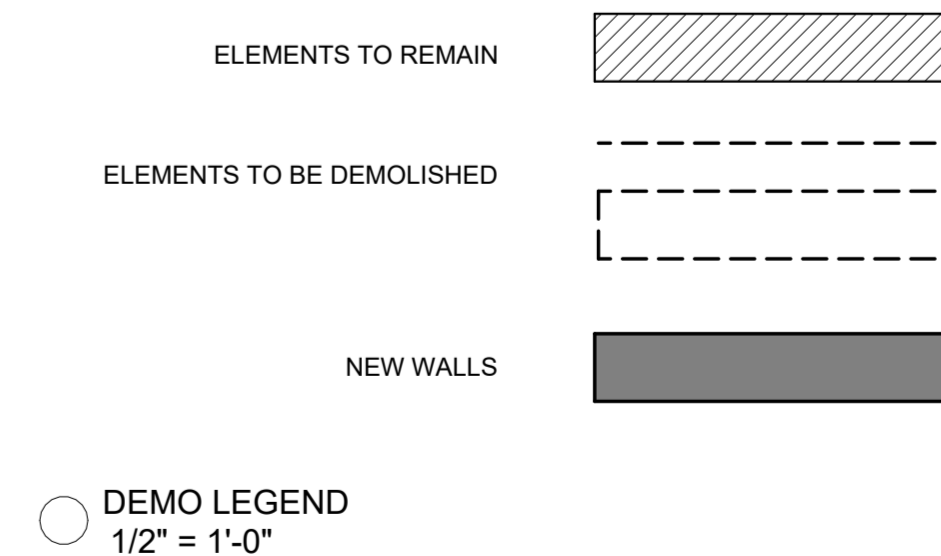 ELEMENTS TO REMAIN
ELEMENTS TO BE DEMOLISHED
NEW WALLS
DEMO LEGEND
1/2" = 1'-0"